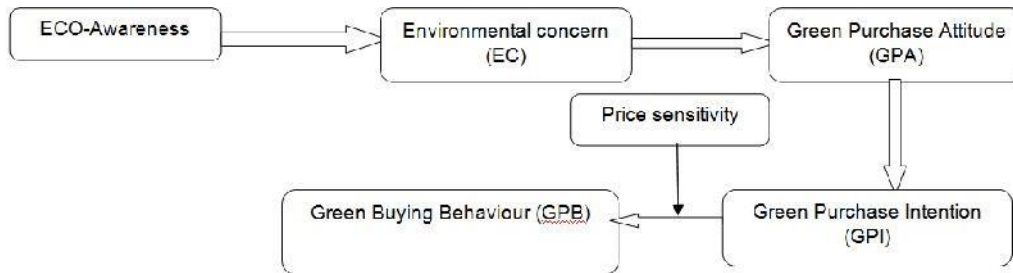 ECO-Awareness
Environmental concern
(EC)
Green Purchase Attitude
(GPA)
Price sensitivity
Green Buying Behaviour (GPB)
Green Purchase Intention
(GPI)